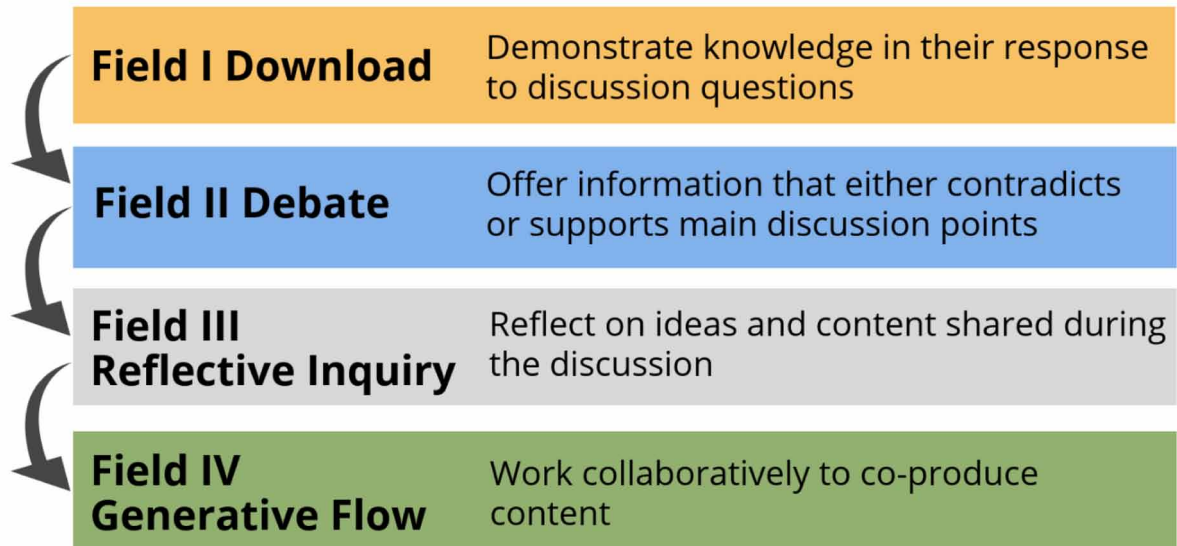 Field I Download
Demonstrate knowledge in their response
to discussion questions
Field II Debate
Offer information that either contradicts
or supports main discussion points
Field III
Reflective Inquiry
Reflect on ideas and content shared during
the discussion
Field IV
Generative Flow
Work collaboratively to co-produce
content